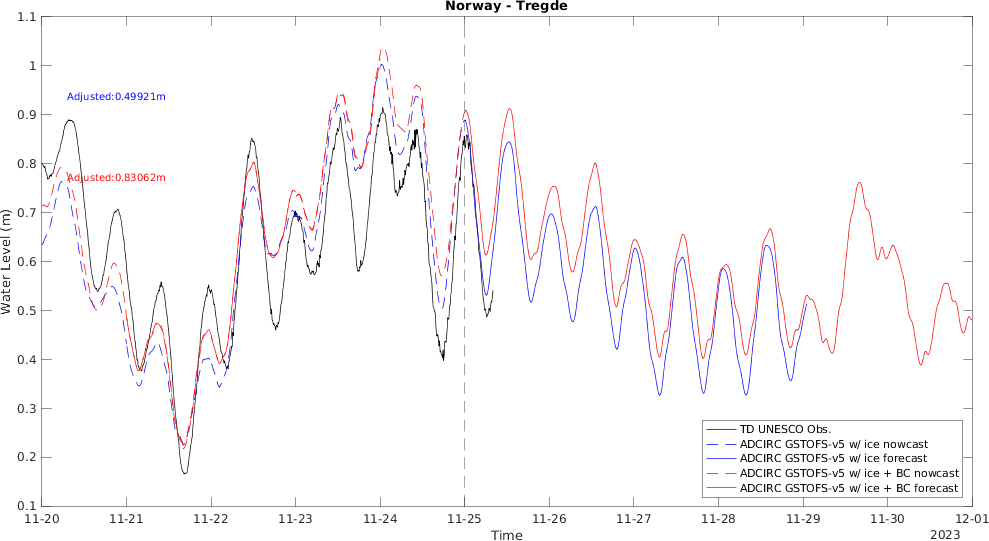 Norway - Tregde
1.1
1
0.9
0.8
0.7
0.6
0.5
0.4
0.3
0.2
0.1
Water Level (m)
Adjusted:0.49921m
Adjusted:0.83062m
TD UNESCO Obs.
ADCIRC GSTOFS-v5 w/ ice nowcast
ADCIRC GSTOFS-v5 w/ ice forecast
ADCIRC GSTOFS-v5 w/ ice + BC nowcast
ADCIRC GSTOFS-v5 w/ ice + BC forecast
11-20 11-21 11-22 11-23 11-24 11-25 11-26 11-27 11-28 11-29 11-30 12-01
Time
2023